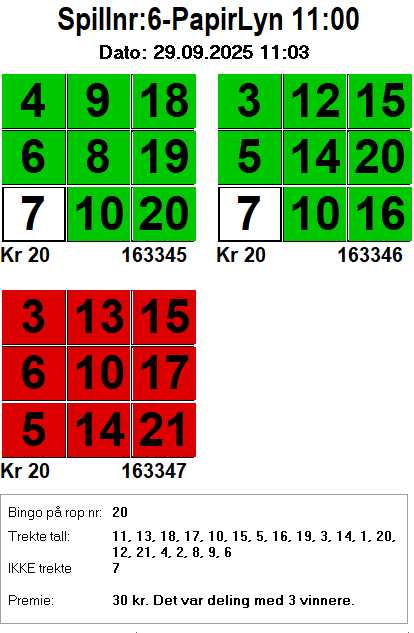 Spillnr:6-PapirLyn 11:00
Dato: 29.09.2025 11:03
4 9 18
6 8 19
7 10 20
Kr 20 163345
3 12 15
5 14 20
7 10 16
Kr 20 163346
3 13 15
6 10 17
5 14 21
Kr 20 163347
Bingo på rop nr: 20
Trekte tall: 11, 13, 18, 17, 10, 15, 5, 16, 19, 3, 14, 1, 20,
12, 21, 4, 2, 8, 9, 6
IKKE trekte 7
Premie: 30 kr. Det var deling med 3 vinnere.